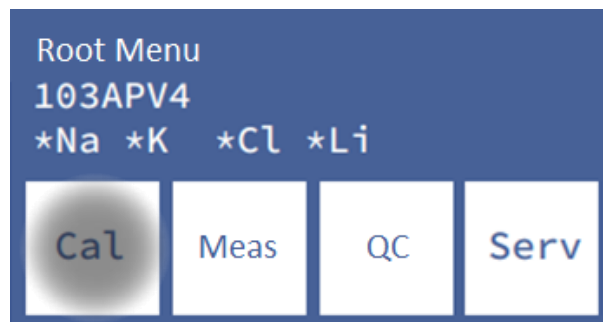 Root Menu
103APV4
*Na *K *Cl *Li
Cal Meas QC Serv